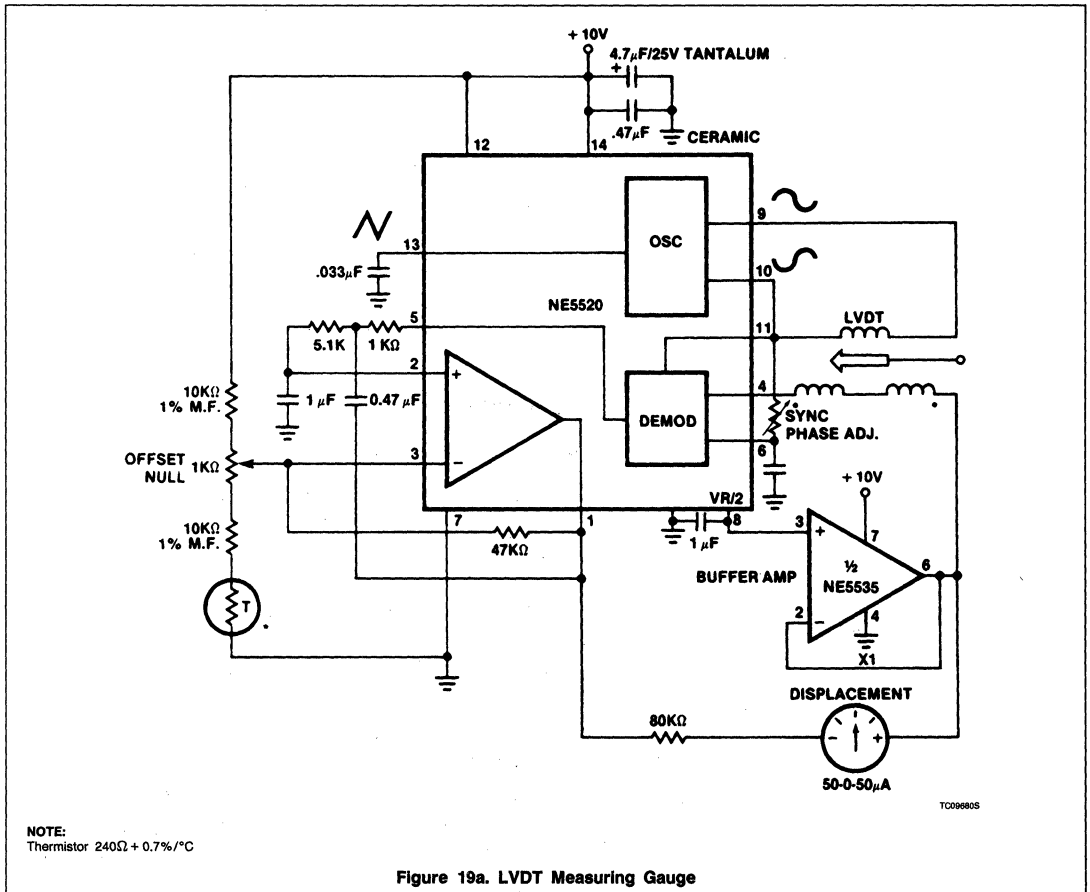 + 10V
4.7µF/25V TANTALUM
+
.47µF
CERAMIC
12
14
13
.033µF
OSC
9
10
NE5520
11
LVDT
5
5.1K
1 KΩ
2
+
10KΩ
1% M.F.
1 µF
0.47 µF
DEMOD
4
*
*
SYNC
PHASE ADJ.
6
OFFSET
NULL
1KΩ
3
−
+ 10V
VR/2
7
1
8
1 µF
47KΩ
10KΩ
1% M.F.
BUFFER AMP
3
+
7
½
NE5535
6
2
−
4
X1
T
*
DISPLACEMENT
80KΩ
−
+
50-0-50µA
TC09680S
NOTE:
Thermistor 240Ω + 0.7%/°C
Figure 19a. LVDT Measuring Gauge